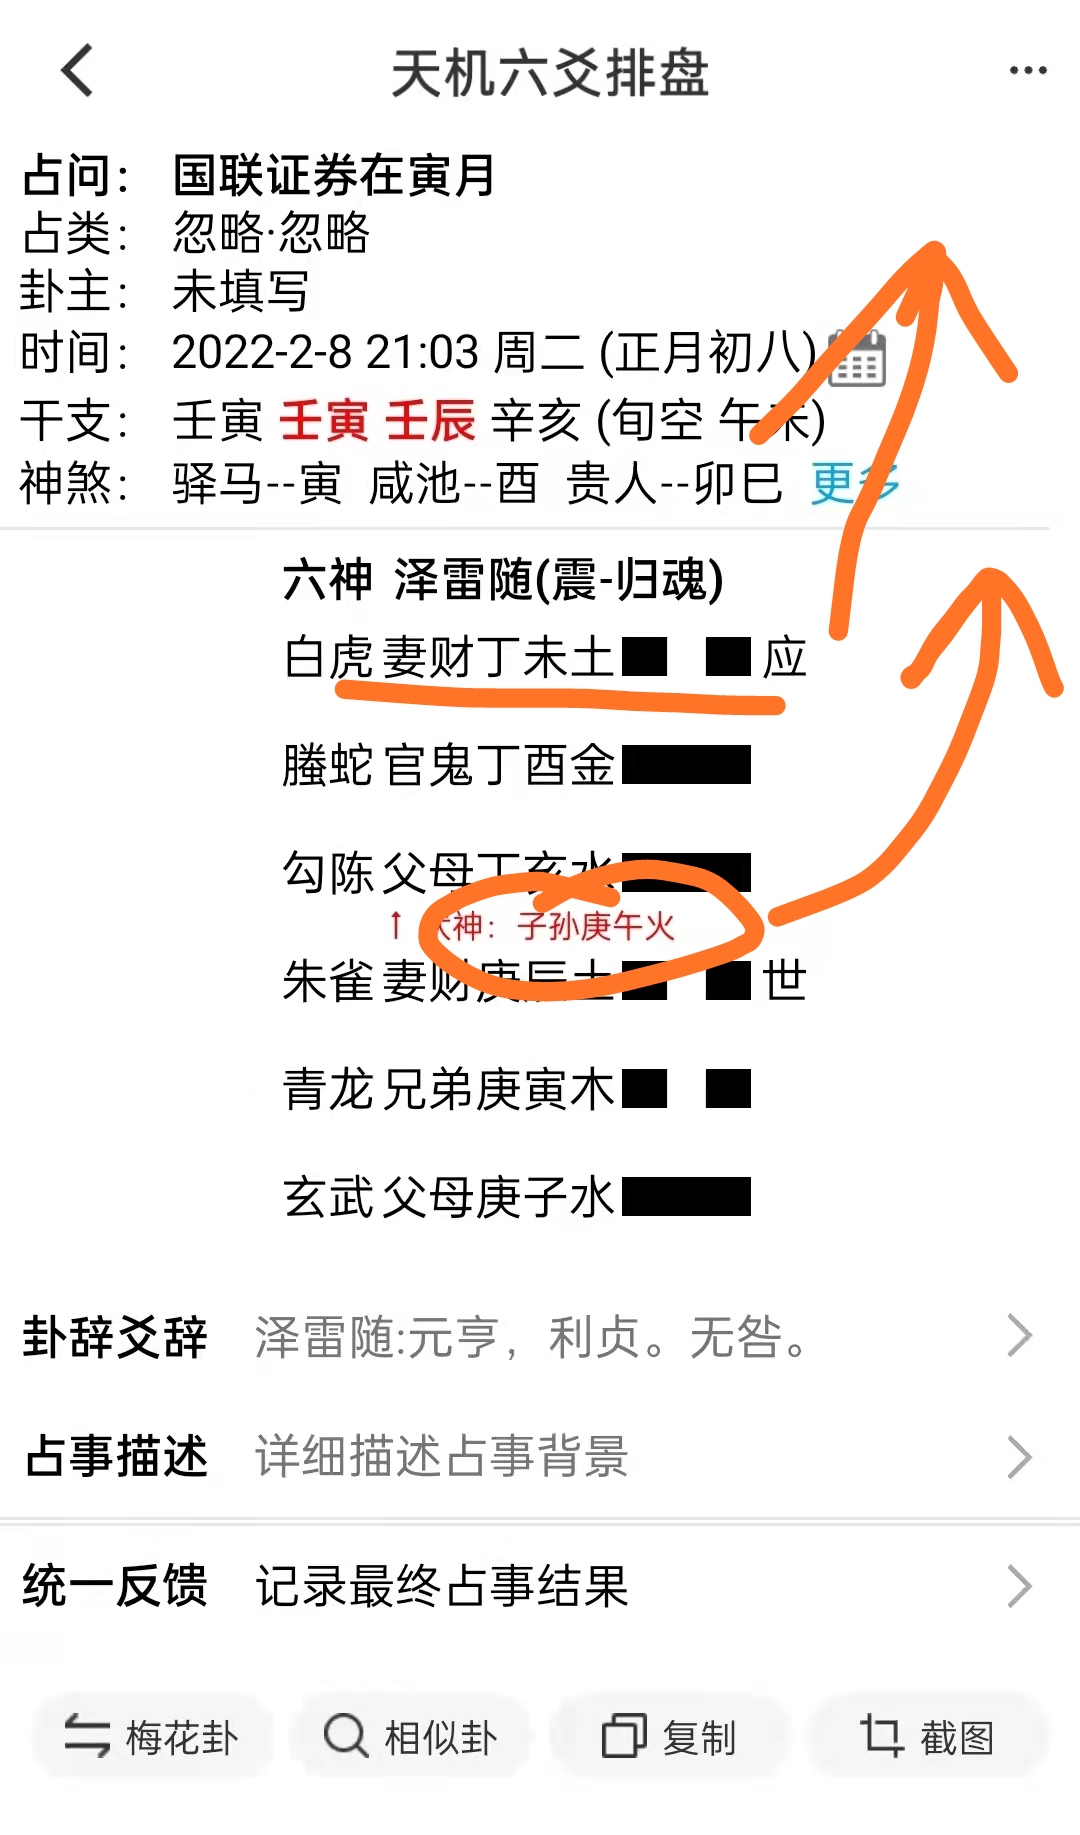 天机六爻排盘
占问： 国联证券在寅月
占类： 忽略·忽略
卦主： 未填写
时间： 2022-2-8 21:03 周二 (正月初八)
干支： 壬寅 壬寅 壬辰 辛亥 (旬空 午未)
神煞： 驿马--寅 咸池--酉 贵人--卯巳 更多
六神 泽雷随(震-归魂)
白虎 妻财丁未土 应
螣蛇 官鬼丁酉金
勾陈 父母丁亥水
↑ 伏神： 子孙庚午火
朱雀 妻财庚辰土 世
青龙 兄弟庚寅木
玄武 父母庚子水
卦辞爻辞 泽雷随:元亨，利贞。无咎。
占事描述 详细描述占事背景
统一反馈 记录最终占事结果
梅花卦 相似卦 复制 截图